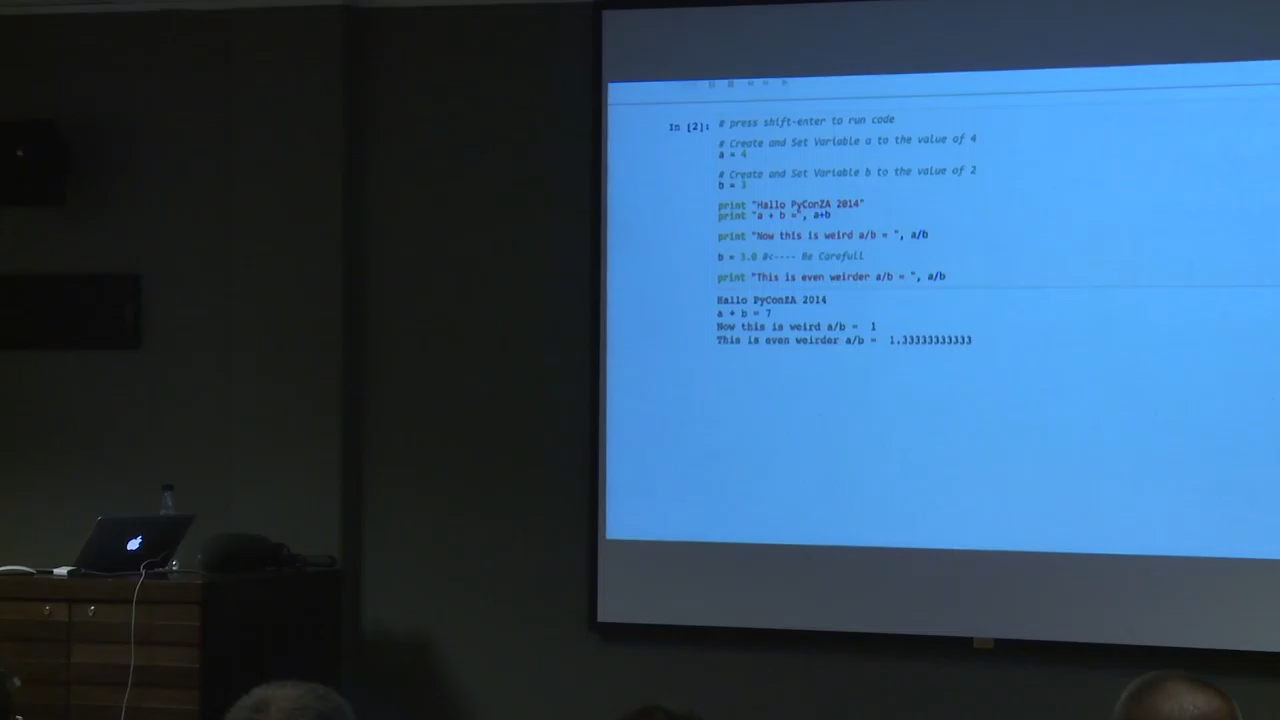 In [2]: # press shift-enter to run code
# Create and Set Variable a to the value of 4
a = 4
# Create and Set Variable b to the value of 2
b = 3
print "Hallo PyConZA 2014"
print "a + b =", a+b
print "Now this is weird a/b = ", a/b
b = 3.0 #<---- Be Carefull
print "This is even weirder a/b = ", a/b
Hallo PyConZA 2014
a + b = 7
Now this is weird a/b =  1
This is even weirder a/b =  1.33333333333